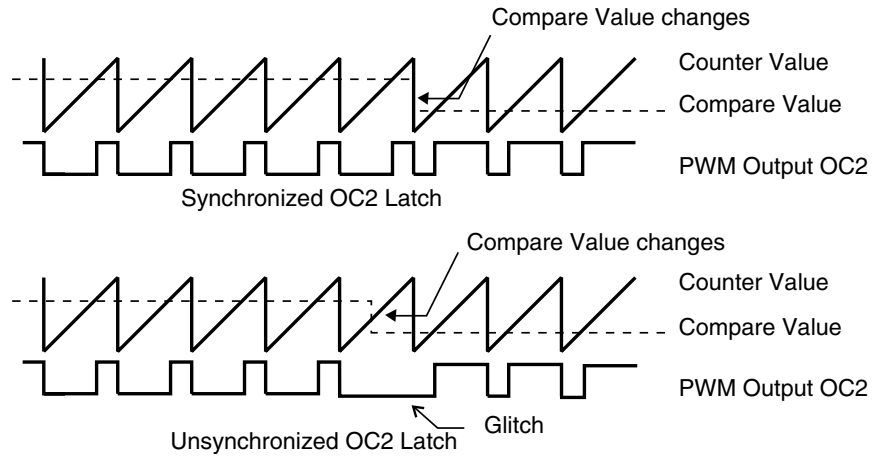 Compare Value changes
Counter Value
Compare Value
PWM Output OC2
Synchronized OC2 Latch
Compare Value changes
Counter Value
Compare Value
PWM Output OC2
Glitch
Unsynchronized OC2 Latch